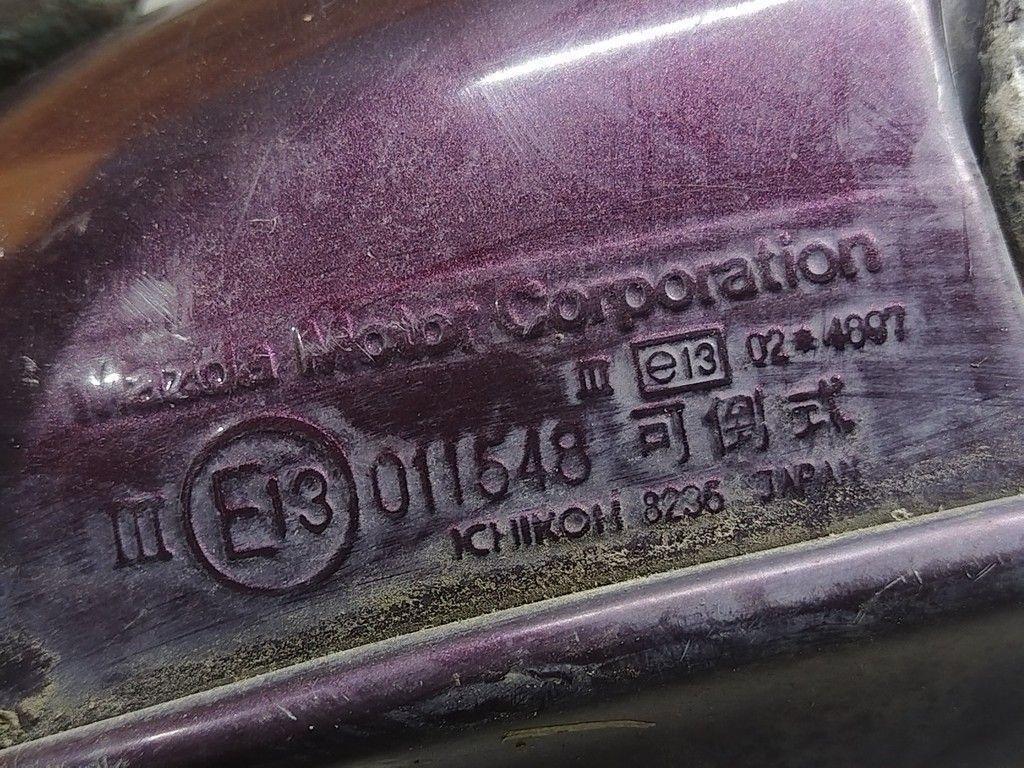 Mazda Motor Corporation
III e13 02*4897
III E13 011548 可倒式
ICHIKOH 8236 JAPAN